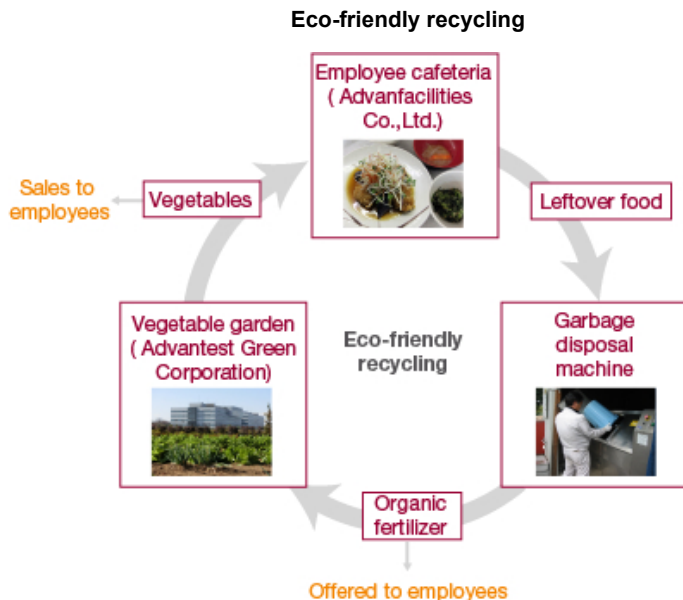 Eco-friendly recycling
Employee cafeteria
( Advanfacilities
Co.,Ltd.)
Sales to
employees
Vegetables
Leftover food
Vegetable garden
( Advantest Green
Corporation)
Eco-friendly
recycling
Garbage
disposal
machine
Organic
fertilizer
Offered to employees